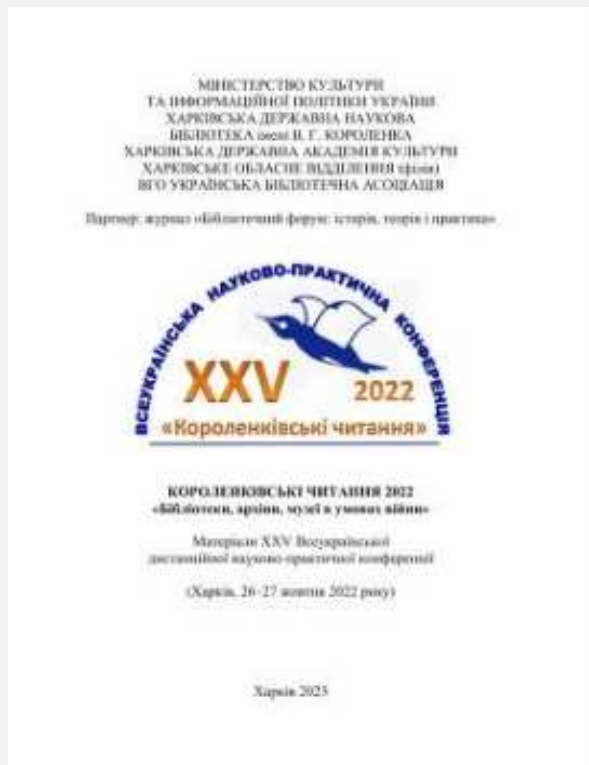 МІНІСТЕРСТВО КУЛЬТУРИ
ТА ІНФОРМАЦІЙНОЇ ПОЛІТИКИ УКРАЇНИ
ХАРКІВСЬКА ДЕРЖАВНА НАУКОВА
БІБЛІОТЕКА імені В. Г. КОРОЛЕНКА
ХАРКІВСЬКА ДЕРЖАВНА АКАДЕМІЯ КУЛЬТУРИ
ХАРКІВСЬКЕ ОБЛАСНЕ ВІДДІЛЕННЯ (філія)
ВГО УКРАЇНСЬКА БІБЛІОТЕЧНА АСОЦІАЦІЯ
Партнер: журнал «Бібліотечний форум: історія, теорія і практика»
ВСЕУКРАЇНСЬКА НАУКОВО-ПРАКТИЧНА КОНФЕРЕНЦІЯ
XXV 2022
«Короленківські читання»
КОРОЛЕНКІВСЬКІ ЧИТАННЯ 2022
«Бібліотеки, архіви, музеї в умовах війни»
Матеріали XXV Всеукраїнської
дистанційної науково-практичної конференції
(Харків, 26–27 жовтня 2022 року)
Харків 2023